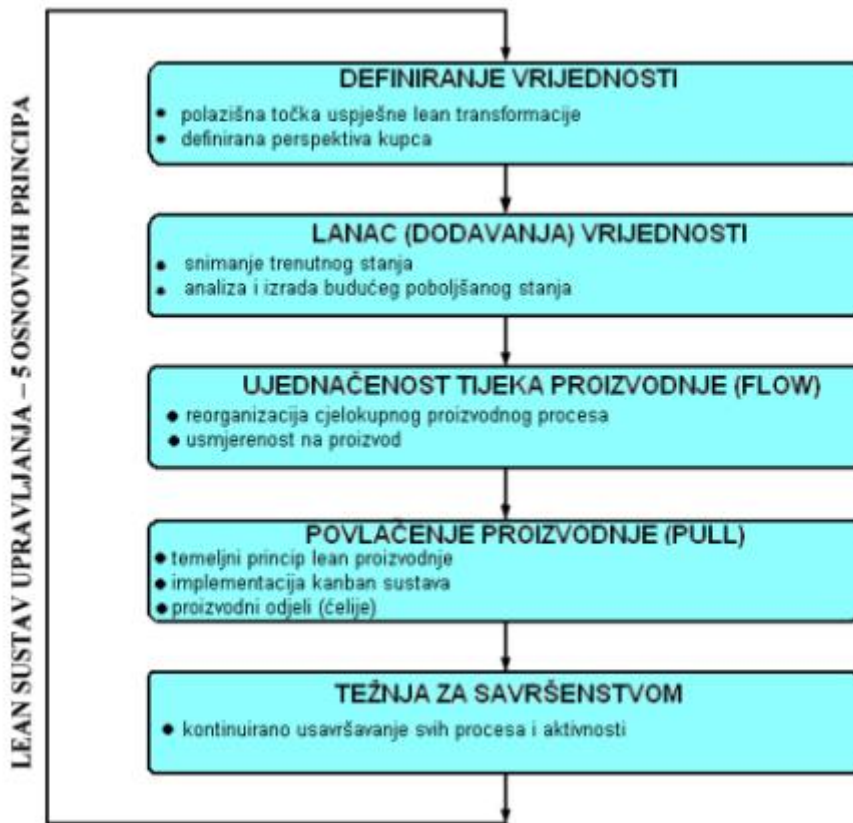 LEAN SUSTAV UPRAVLJANJA – 5 OSNOVNIH PRINCIPA
DEFINIRANJE VRIJEDNOSTI
• polazišna točka uspješne lean transformacije
• definirana perspektiva kupca
LANAC (DODAVANJA) VRIJEDNOSTI
• snimanje trenutnog stanja
• analiza i izrada budućeg poboljšanog stanja
UJEDNAČENOST TIJEKA PROIZVODNJE (FLOW)
• reorganizacija cjelokupnog proizvodnog procesa
• usmjerenost na proizvod
POVLAČENJE PROIZVODNJE (PULL)
• temeljni princip lean proizvodnje
• implementacija kanban sustava
• proizvodni odjeli (ćelije)
TEŽNJA ZA SAVRŠENSTVOM
• kontinuirano usavršavanje svih procesa i aktivnosti